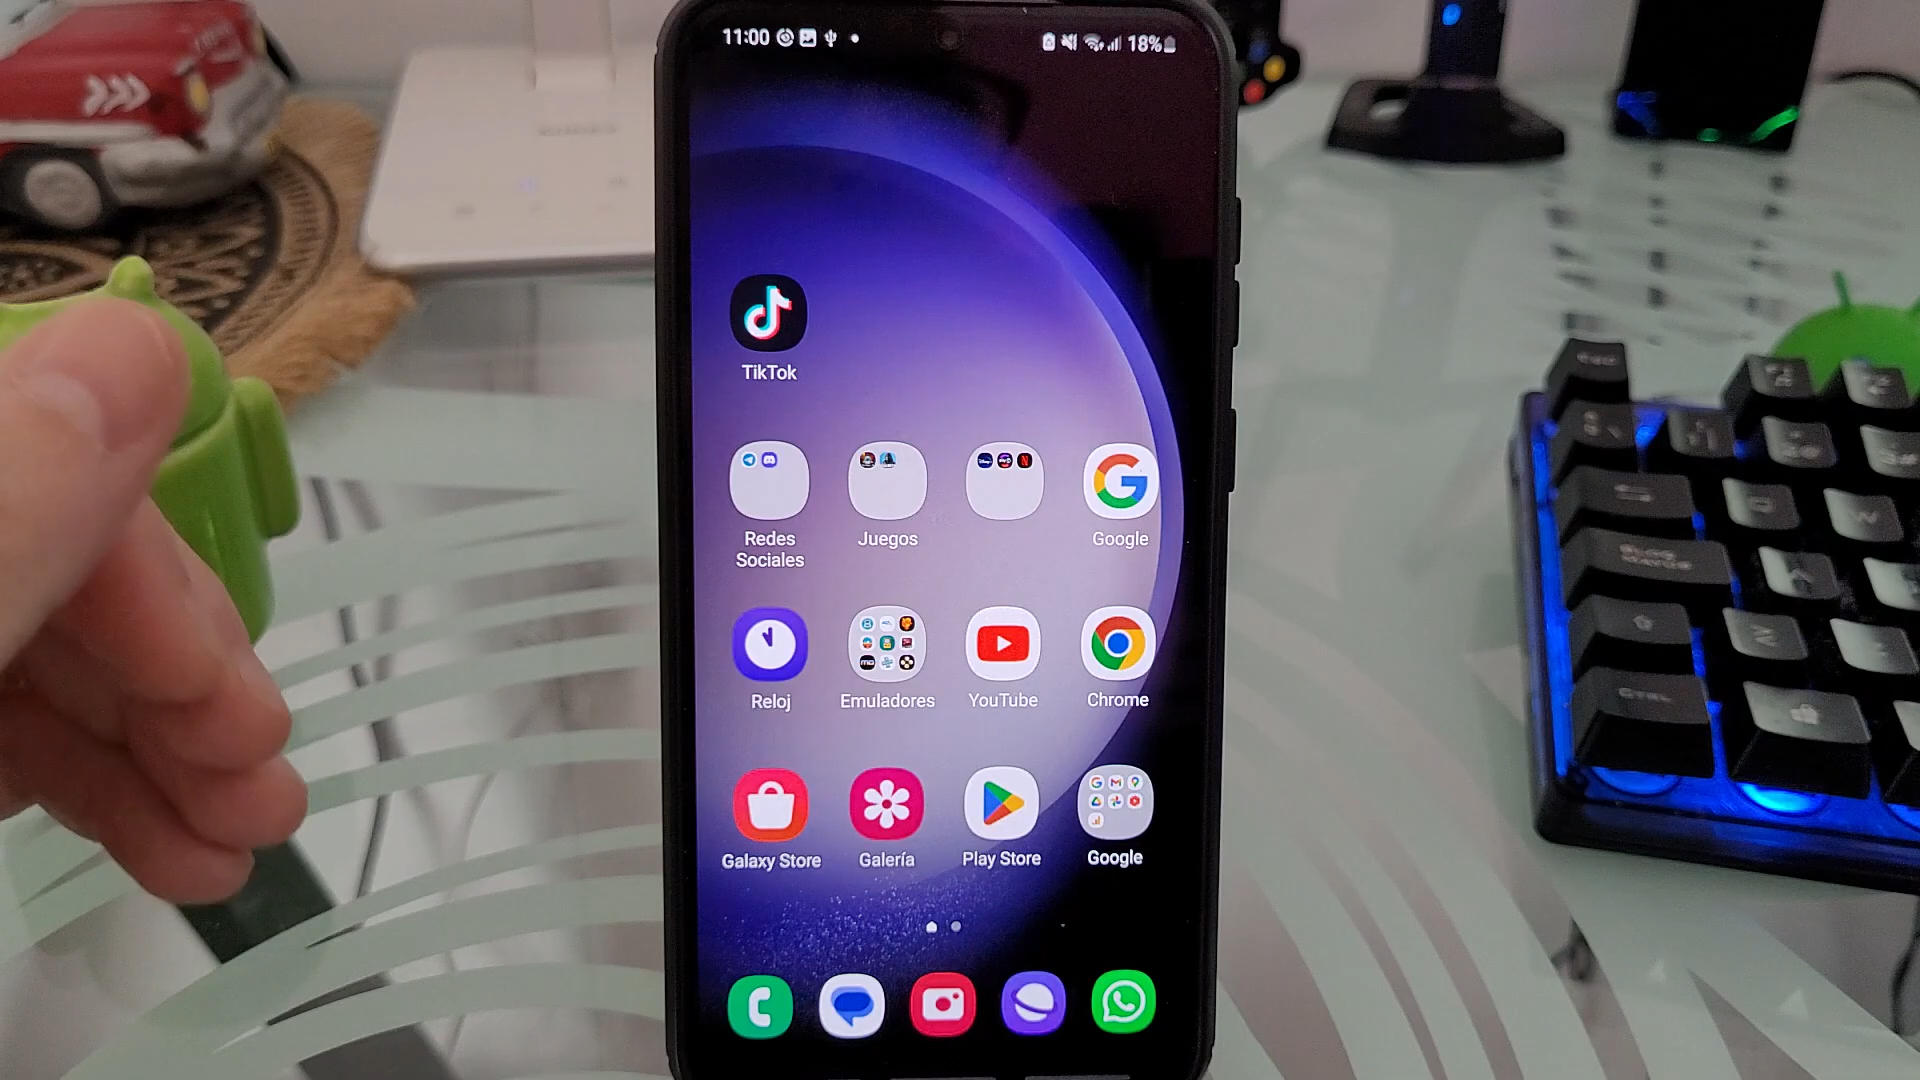 11:00
18%
TikTok
Redes
Sociales
Juegos
Google
Reloj
Emuladores
YouTube
Chrome
Galaxy Store
Galería
Play Store
Google